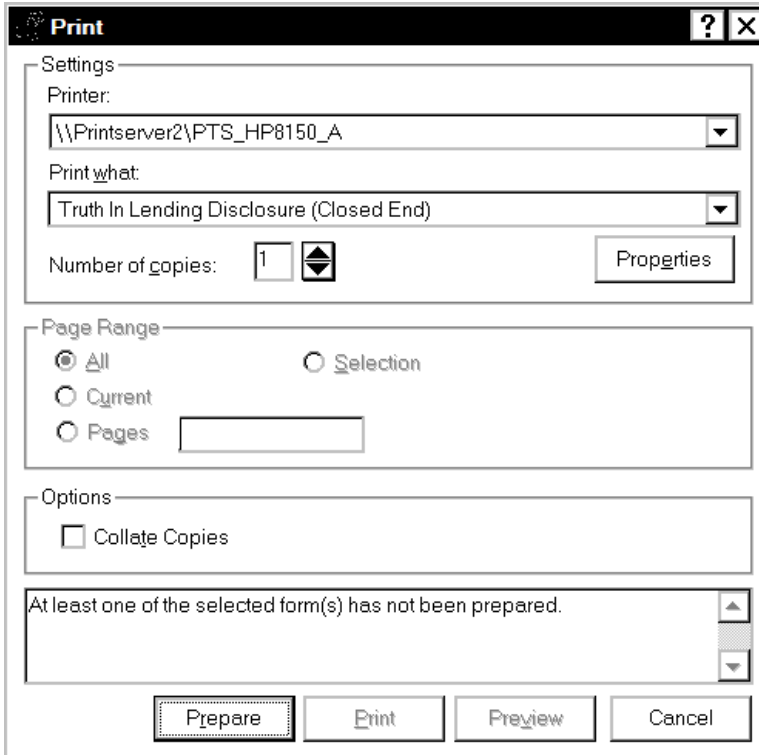 Print
Settings
Printer:
\\Printserver2\PTS_HP8150_A
Print what:
Truth In Lending Disclosure (Closed End)
Number of copies: 1 Properties
Page Range
All Selection
Current
Pages
Options
Collate Copies
At least one of the selected form(s) has not been prepared.
Prepare Print Preview Cancel